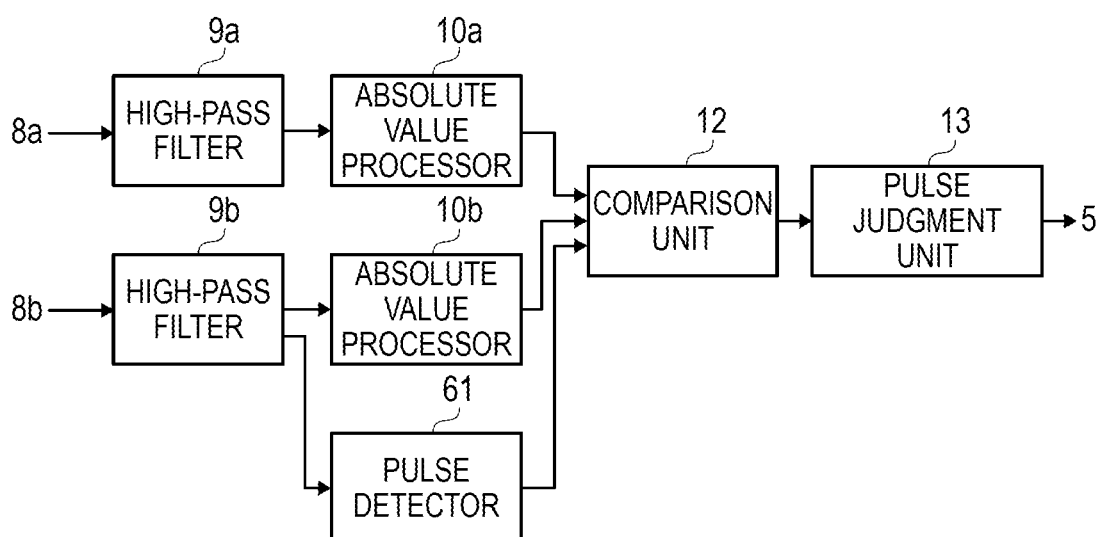 9a
10a
HIGH-PASS
FILTER
ABSOLUTE
VALUE
PROCESSOR
8a
12
13
COMPARISON
UNIT
PULSE
JUDGMENT
UNIT
5
9b
10b
HIGH-PASS
FILTER
ABSOLUTE
VALUE
PROCESSOR
8b
61
PULSE
DETECTOR